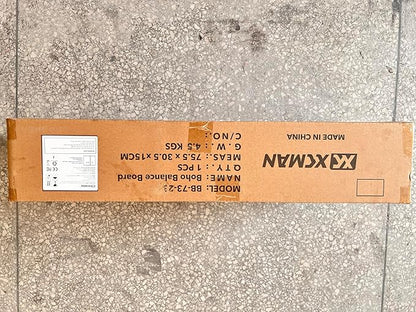 XCMAN
MADE IN CHINA
MODEL: BB-73-23
NAME: Boho Balance Board
Q T Y . : 1 PCS
MEAS.: 75.5 x 30.5 x 15CM
G . W . : 4.5 KGS
C / NO.: